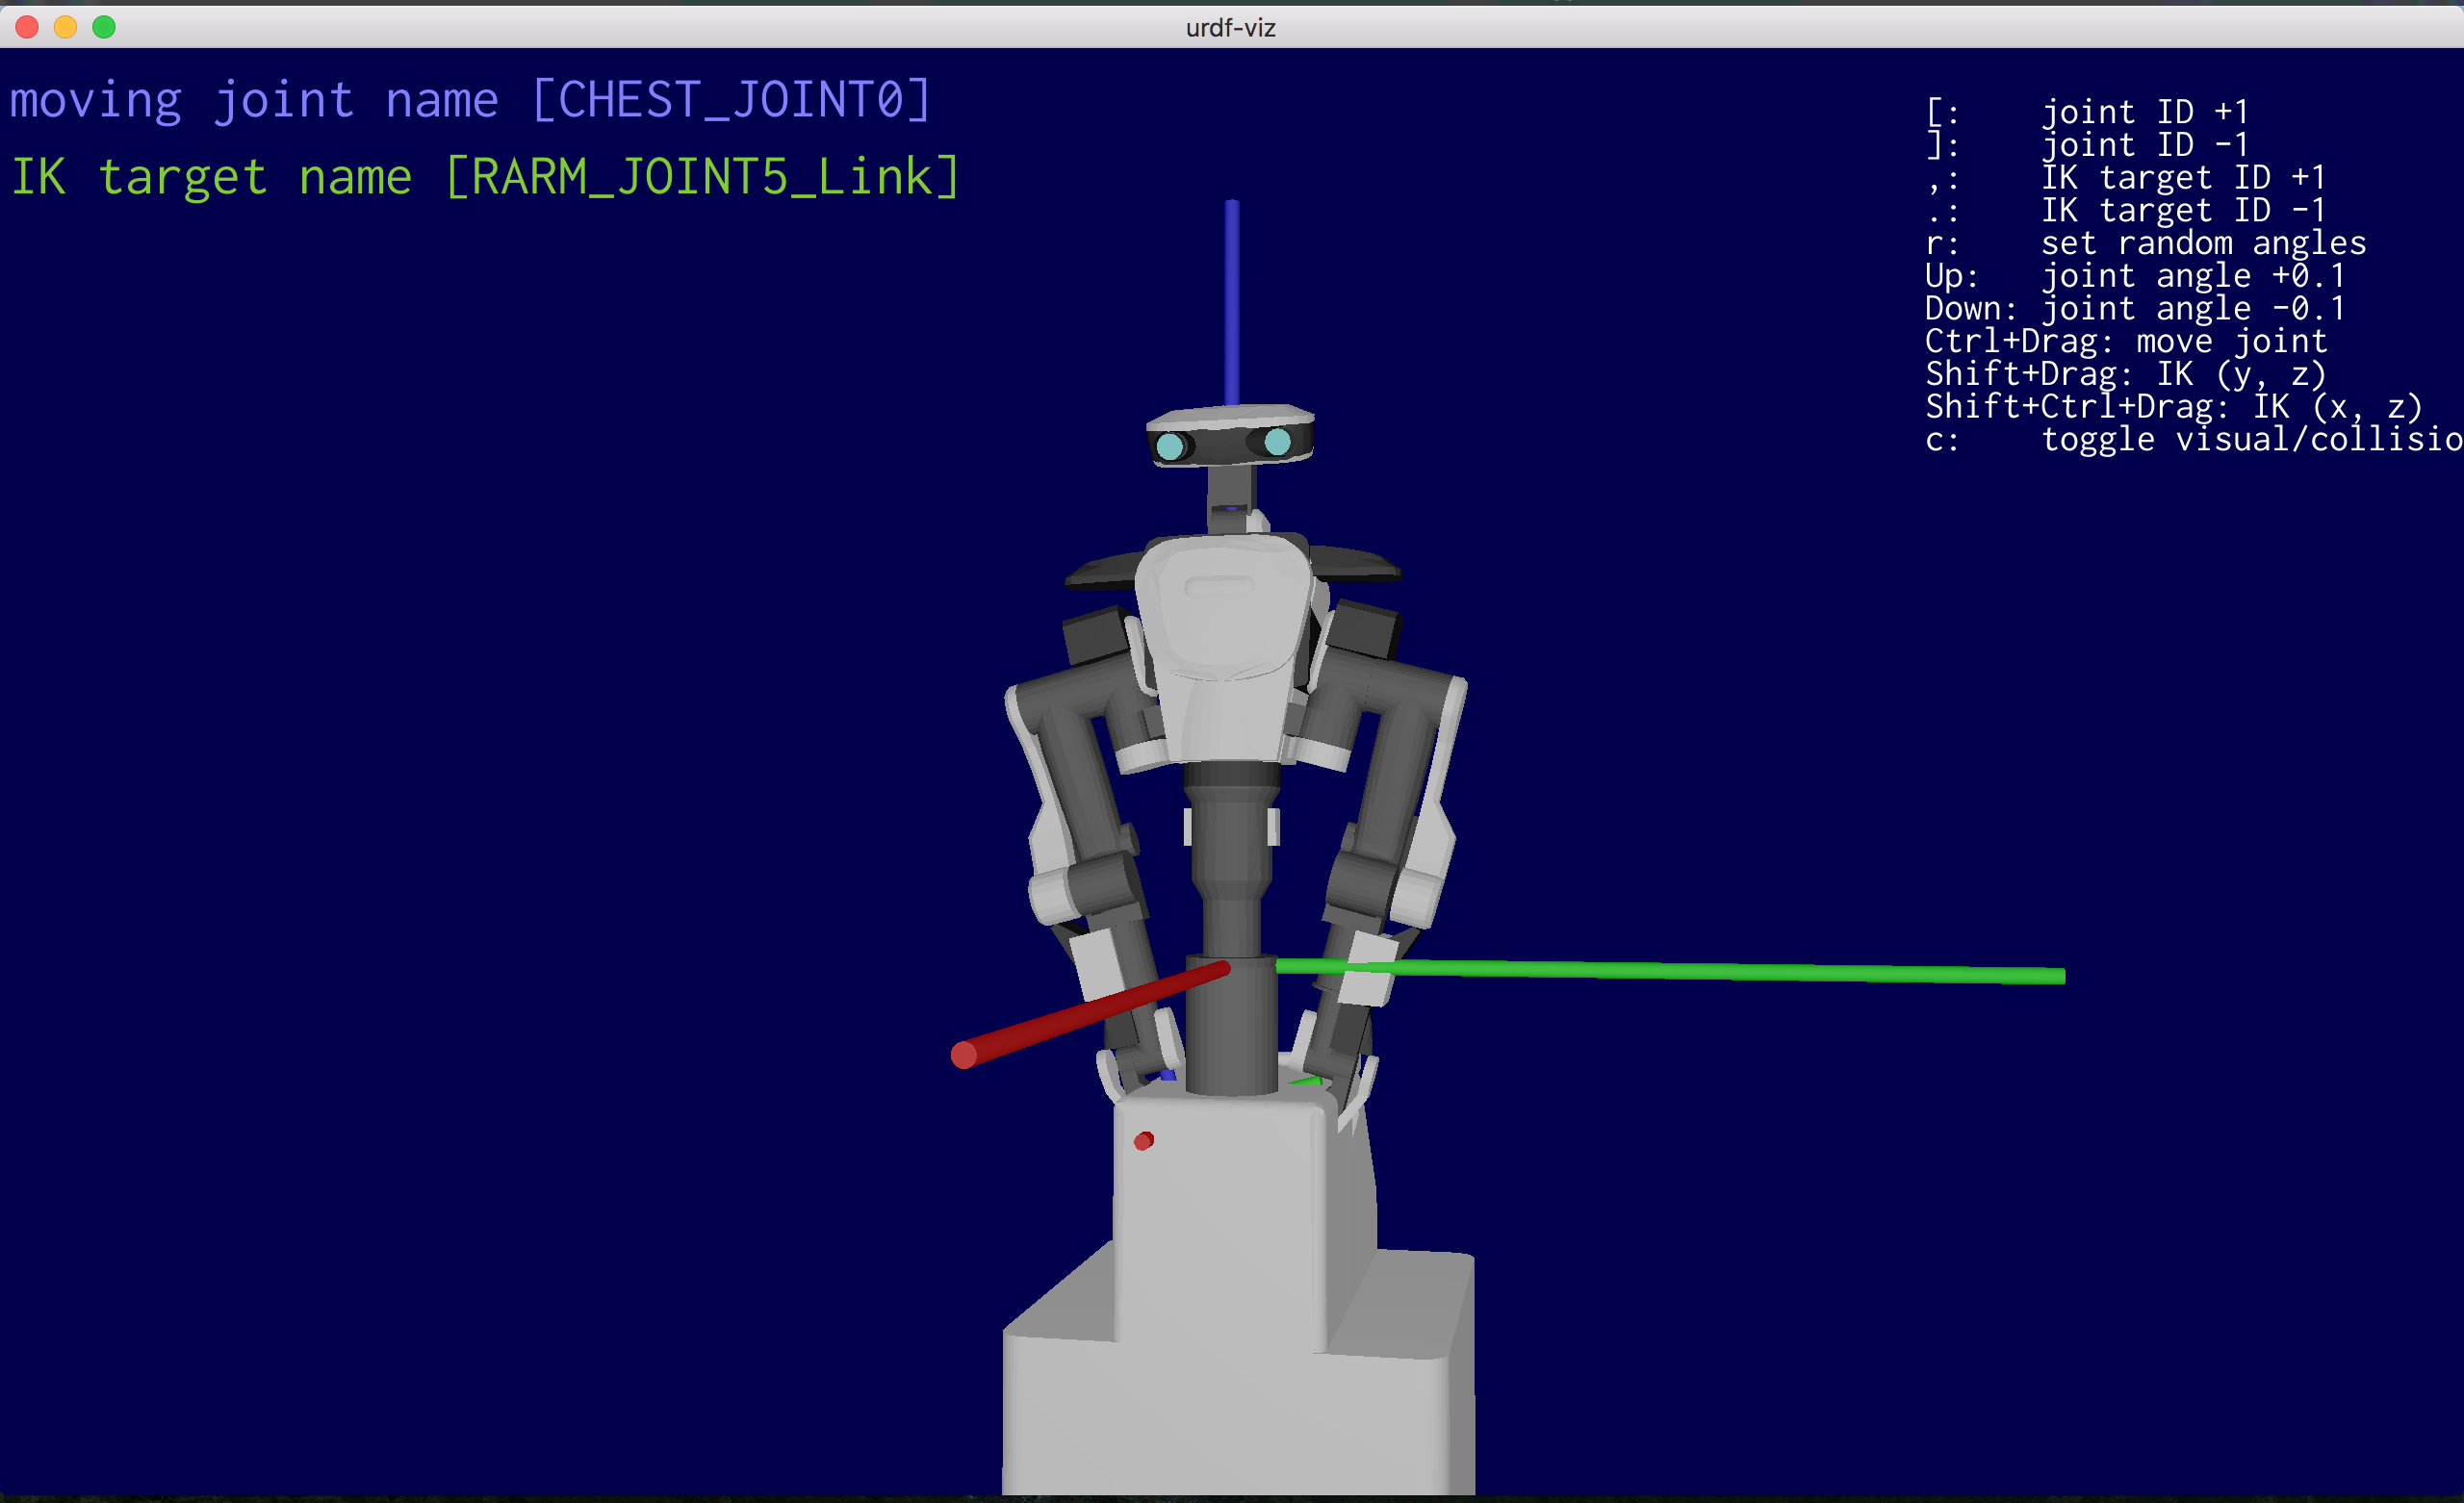 urdf-viz
moving joint name [CHEST_JOINT0]
IK target name [RARM_JOINT5_Link]
[: joint ID +1
]: joint ID -1
,: IK target ID +1
.: IK target ID -1
r: set random angles
Up: joint angle +0.1
Down: joint angle -0.1
Ctrl+Drag: move joint
Shift+Drag: IK (y, z)
Shift+Ctrl+Drag: IK (x, z)
c: toggle visual/collisio